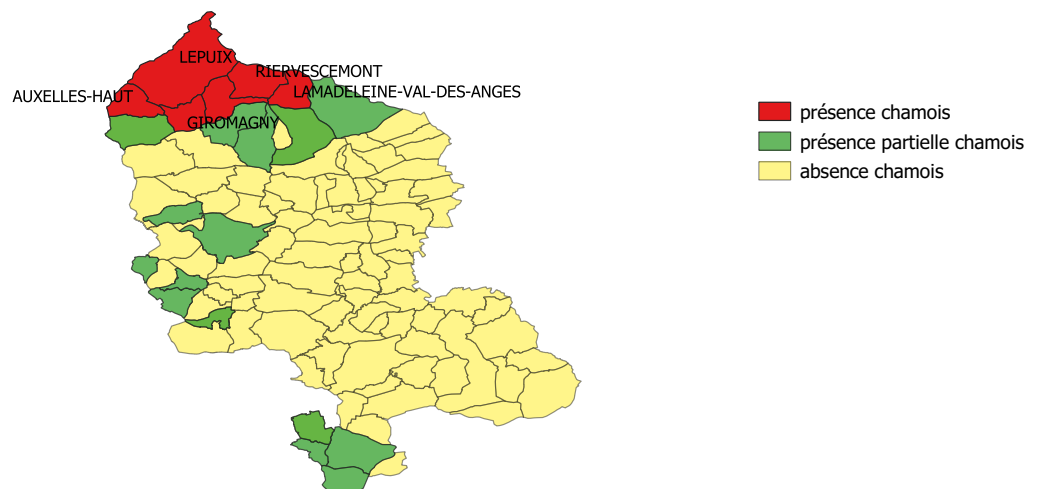 LEPUIX
RIERVESCEMONT
AUXELLES-HAUT
LAMADELEINE-VAL-DES-ANGES
GIROMAGNY
présence chamois
présence partielle chamois
absence chamois